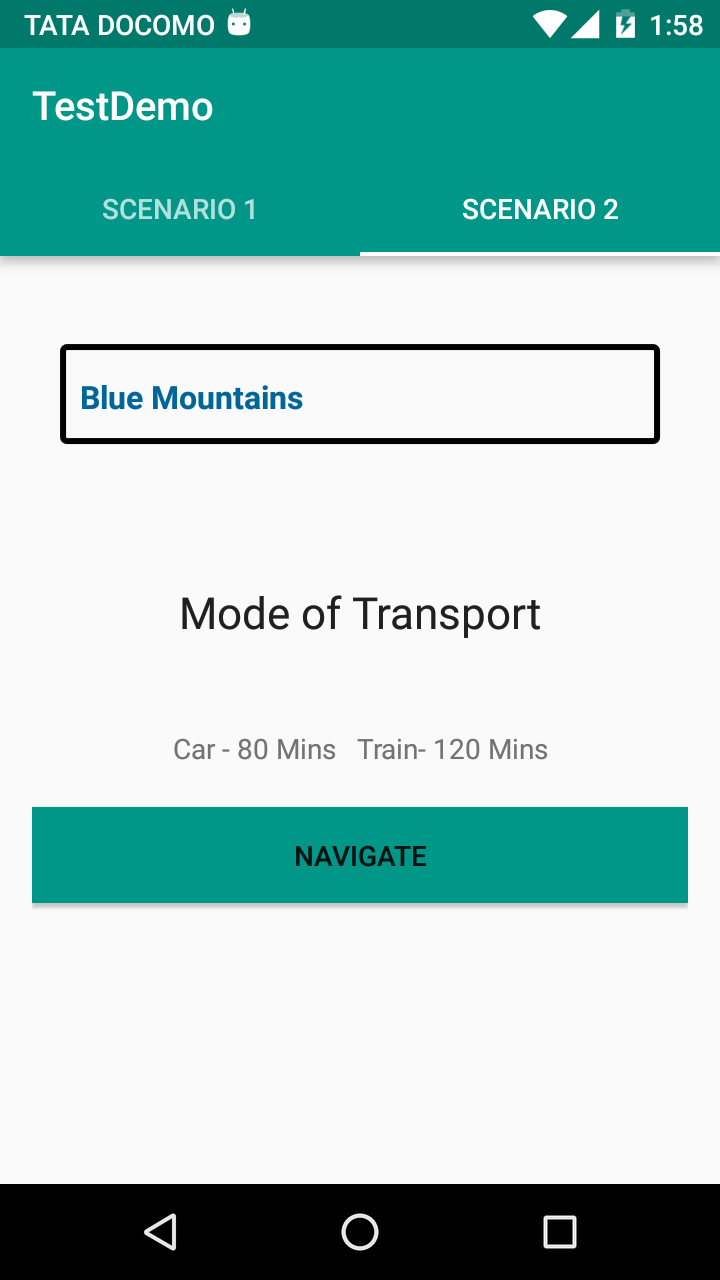 TATA DOCOMO 1:58
TestDemo
SCENARIO 1 SCENARIO 2
Blue Mountains
Mode of Transport
Car - 80 Mins Train- 120 Mins
NAVIGATE